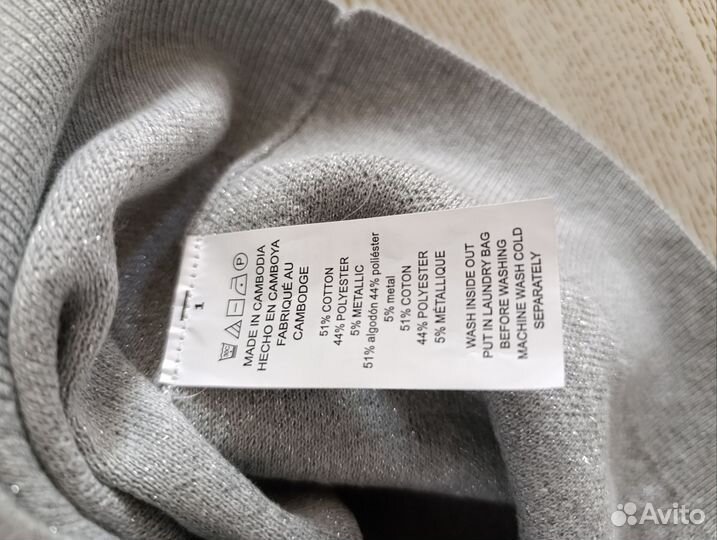 1
P
MADE IN CAMBODIA
HECHO EN CAMBOYA
FABRIQUÉ AU
CAMBODGE
51% COTTON
44% POLYESTER
5% METALLIC
51% algodón 44% poliéster
5% metal
51% COTON
44% POLYESTER
5% MÉTALLIQUE
WASH INSIDE OUT
PUT IN LAUNDRY BAG
BEFORE WASHING
MACHINE WASH COLD
SEPARATELY
Avito